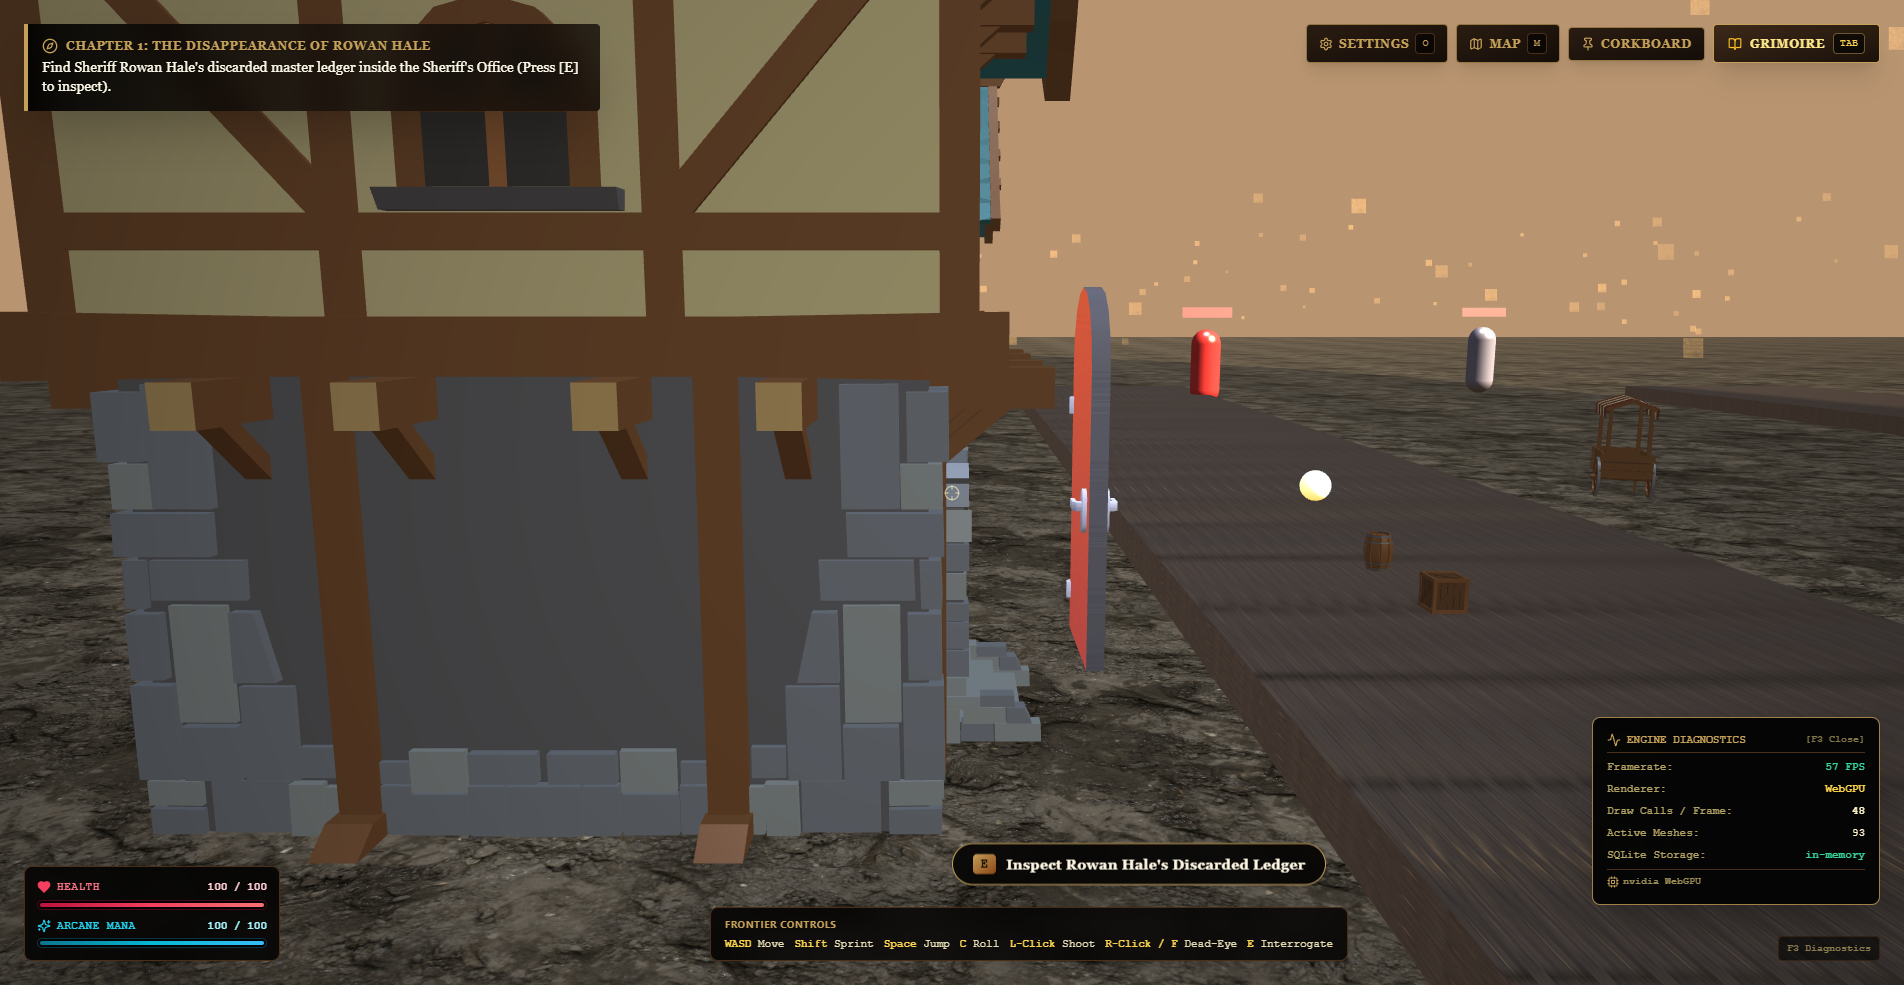 CHAPTER 1: THE DISAPPEARANCE OF ROWAN HALE
Find Sheriff Rowan Hale's discarded master ledger inside the Sheriff's Office (Press [E]
to inspect).
SETTINGS O
MAP M
CORKBOARD
GRIMOIRE TAB
ENGINE DIAGNOSTICS [F3 Close]
Framerate: 57 FPS
Renderer: WebGPU
Draw Calls / Frame: 48
Active Meshes: 93
SQLite Storage: in-memory
nvidia WebGPU
E Inspect Rowan Hale's Discarded Ledger
HEALTH 100 / 100
ARCANE MANA 100 / 100
FRONTIER CONTROLS
WASD Move Shift Sprint Space Jump C Roll L-Click Shoot R-Click / F Dead-Eye E Interrogate
F3 Diagnostics